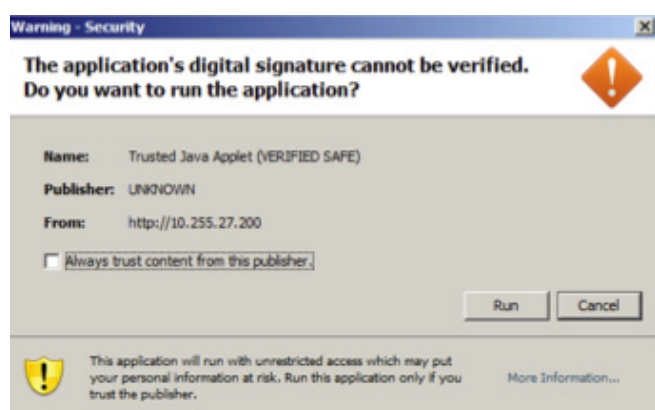 Warning - Security
The application's digital signature cannot be verified.
Do you want to run the application?
Name: Trusted Java Applet (VERIFIED SAFE)
Publisher: UNKNOWN
From: http://10.255.27.200
Always trust content from this publisher.
Run Cancel
This application will run with unrestricted access which may put
your personal information at risk. Run this application only if you
trust the publisher.
More Information...